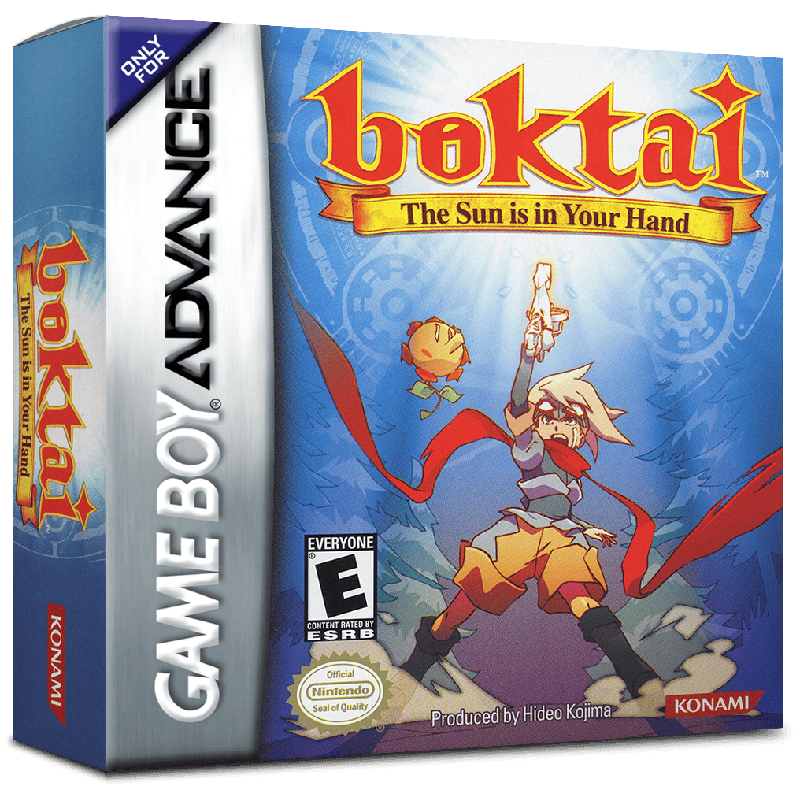 boktai
The Sun is in Your Hand
KONAMI
ONLY
FOR
GAME BOY ADVANCE
®
boktai
TM
The Sun is in Your Hand
EVERYONE
®
E
CONTENT RATED BY
ESRB
Official
Nintendo
Seal of Quality
®
Produced by Hideo Kojima
KONAMI